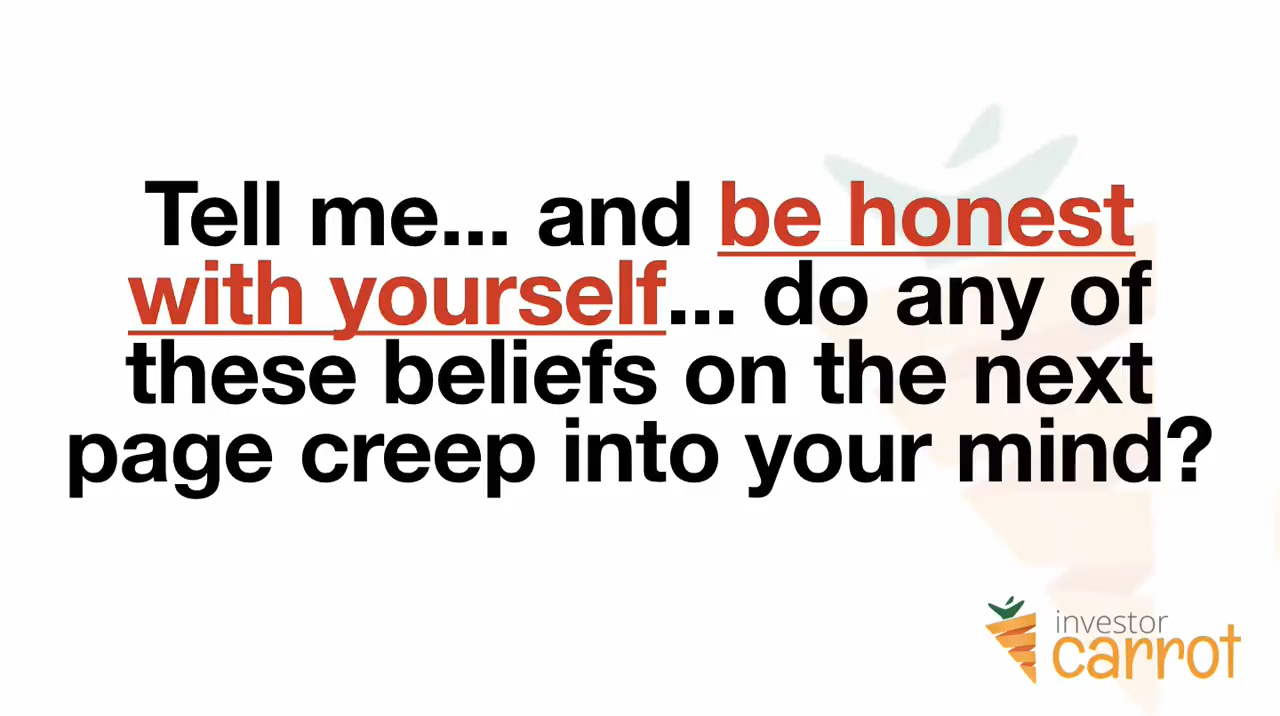 Tell me... and be honest
with yourself... do any of
these beliefs on the next
page creep into your mind?
investor
carrot